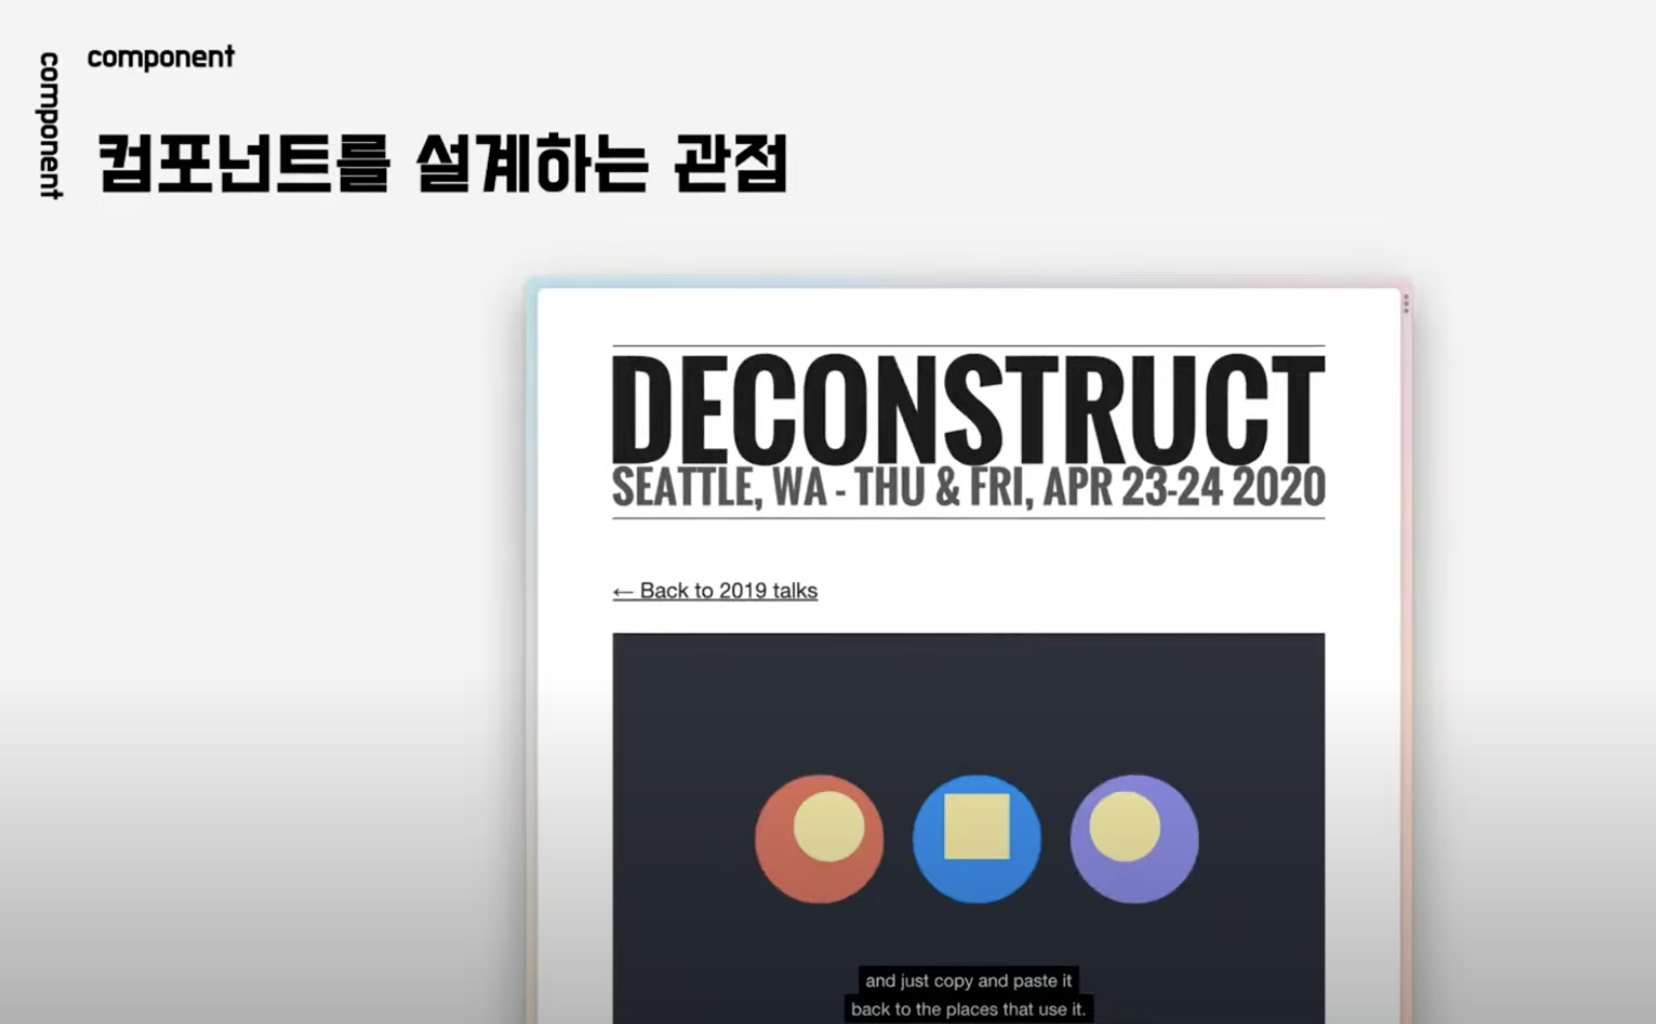 component
component
컴포넌트를 설계하는 관점
DECONSTRUCT
SEATTLE, WA - THU & FRI, APR 23-24 2020
← Back to 2019 talks
and just copy and paste it
back to the places that use it.